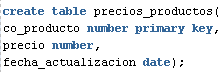 create table precios_productos(
co_producto number primary key,
precio number,
fecha_actualizacion date);